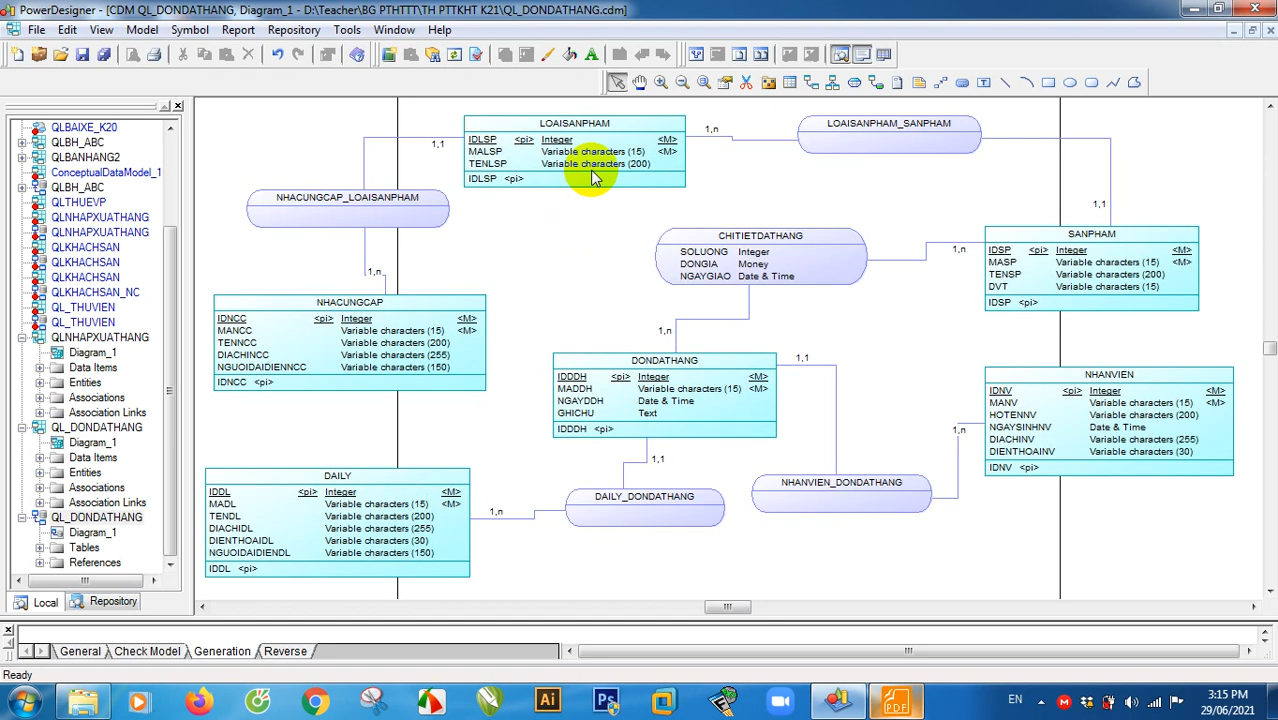 PowerDesigner - [CDM QL_DONDATHANG, Diagram_1 - D:\Teacher\BG PTHTTT\TH PTTKHT K21\QL_DONDATHANG.cdm]
File Edit View Model Symbol Report Repository Tools Window Help
QLBAIXE_K20
QLBH_ABC
QLBANHANG2
ConceptualDataModel_1
QLBH_ABC
QLTHUEVP
QLNHAPXUATHANG
QLNHAPXUATHANG
QLKHACHSAN
QLKHACHSAN
QLKHACHSAN
QLKHACHSAN_NC
QL_THUVIEN
QL_THUVIEN
QLNHAPXUATHANG
Diagram_1
Data Items
Entities
Associations
Association Links
QL_DONDATHANG
Diagram_1
Data Items
Entities
Associations
Association Links
QL_DONDATHANG
Diagram_1
Tables
References
Local Repository
LOAISANPHAM
IDLSP <pi> Integer <M>
MALSP Variable characters (15) <M>
TENLSP Variable characters (200)
IDLSP <pi>
1,n
LOAISANPHAM_SANPHAM
1,1
1,1
NHACUNGCAP_LOAISANPHAM
1,n
CHITIETDATHANG
SOLUONG Integer
DONGIA Money
NGAYGIAO Date & Time
1,n
1,n
SANPHAM
IDSP <pi> Integer <M>
MASP Variable characters (15) <M>
TENSP Variable characters (200)
DVT Variable characters (15)
IDSP <pi>
NHACUNGCAP
IDNCC <pi> Integer <M>
MANCC Variable characters (15) <M>
TENNCC Variable characters (200)
DIACHINCC Variable characters (255)
NGUOIDAIDIENNCC Variable characters (150)
IDNCC <pi>
DONDATHANG
IDDDH <pi> Integer <M>
MADDH Variable characters (15) <M>
NGAYDDH Date & Time
GHICHU Text
IDDDH <pi>
1,1
1,1
NHANVIEN
IDNV <pi> Integer <M>
MANV Variable characters (15) <M>
HOTENNV Variable characters (200)
NGAYSINHNV Date & Time
DIACHINV Variable characters (255)
DIENTHOAINV Variable characters (30)
IDNV <pi>
1,n
DAILY
IDDL <pi> Integer <M>
MADL Variable characters (15) <M>
TENDL Variable characters (200)
DIACHIDL Variable characters (255)
DIENTHOAIDL Variable characters (30)
NGUOIDAIDIENDL Variable characters (150)
IDDL <pi>
1,n
DAILY_DONDATHANG
NHANVIEN_DONDATHANG
General Check Model Generation Reverse
Ready
EN
3:15 PM
29/06/2021